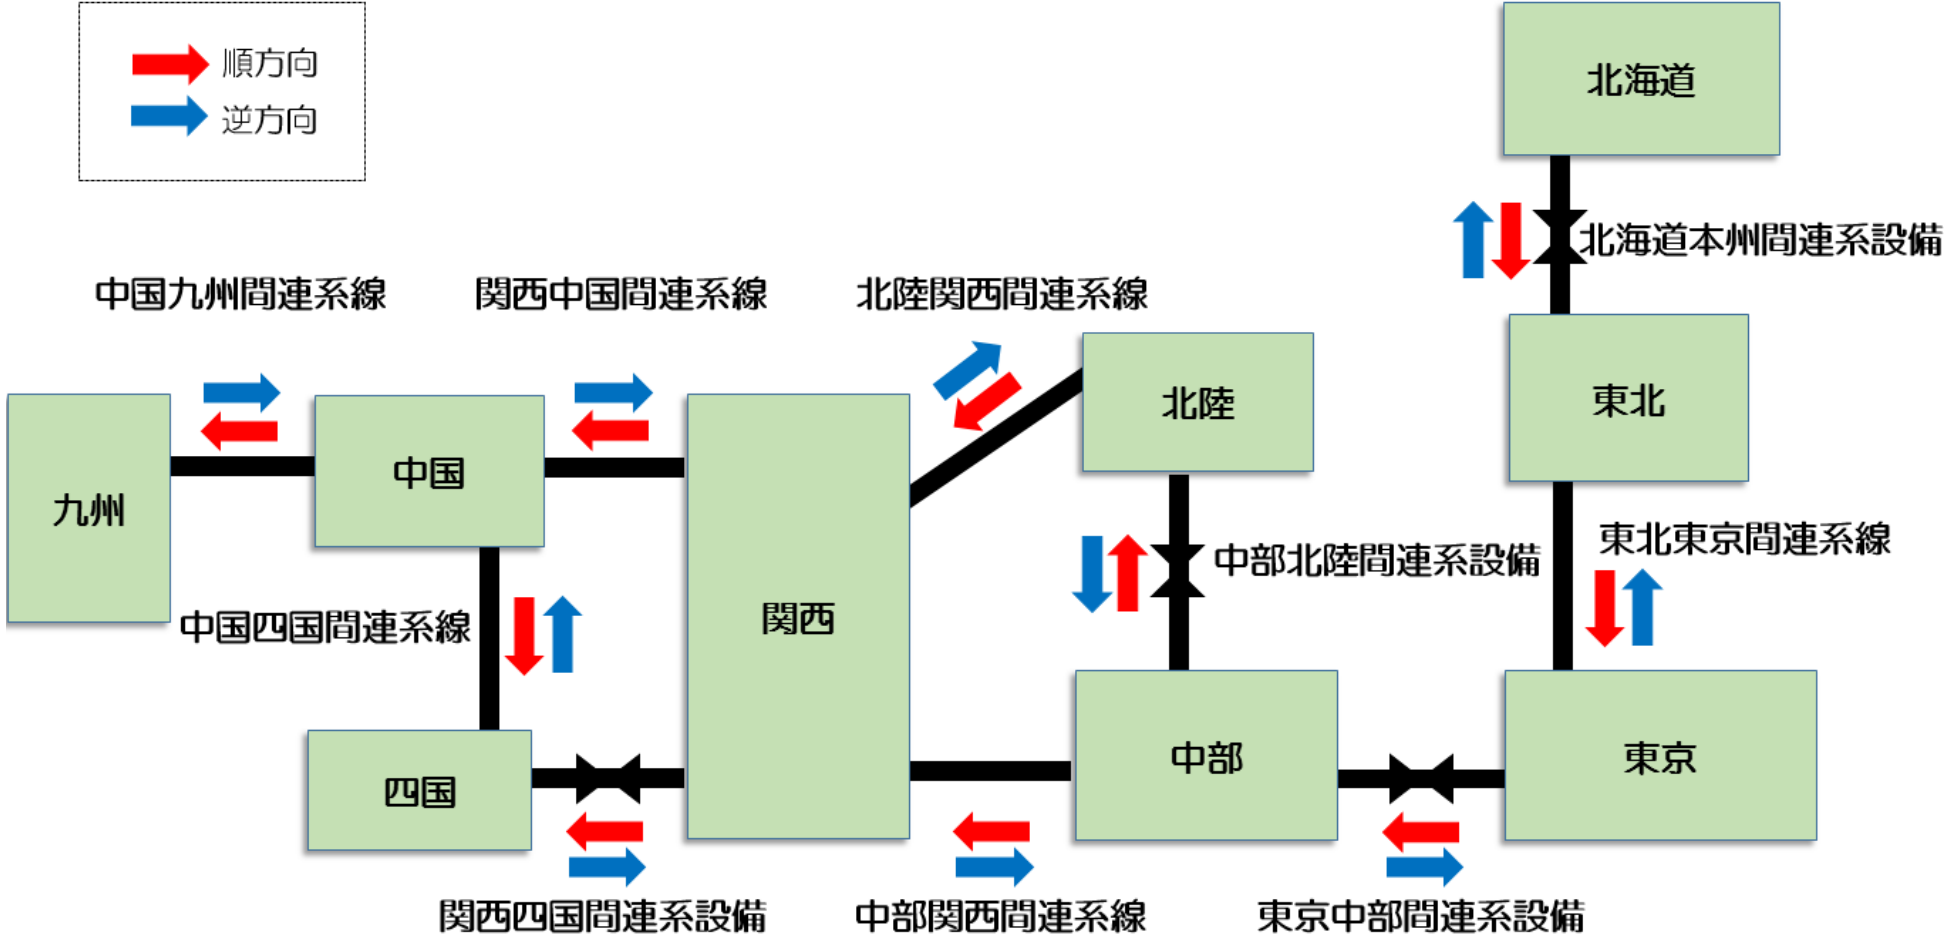 順方向
逆方向
北海道
北海道本州間連系設備
中国九州間連系線
関西中国間連系線
北陸関西間連系線
北陸
東北
中国
九州
東北東京間連系線
中部北陸間連系設備
関西
中国四国間連系線
中部
東京
四国
関西四国間連系設備
中部関西間連系線
東京中部間連系設備